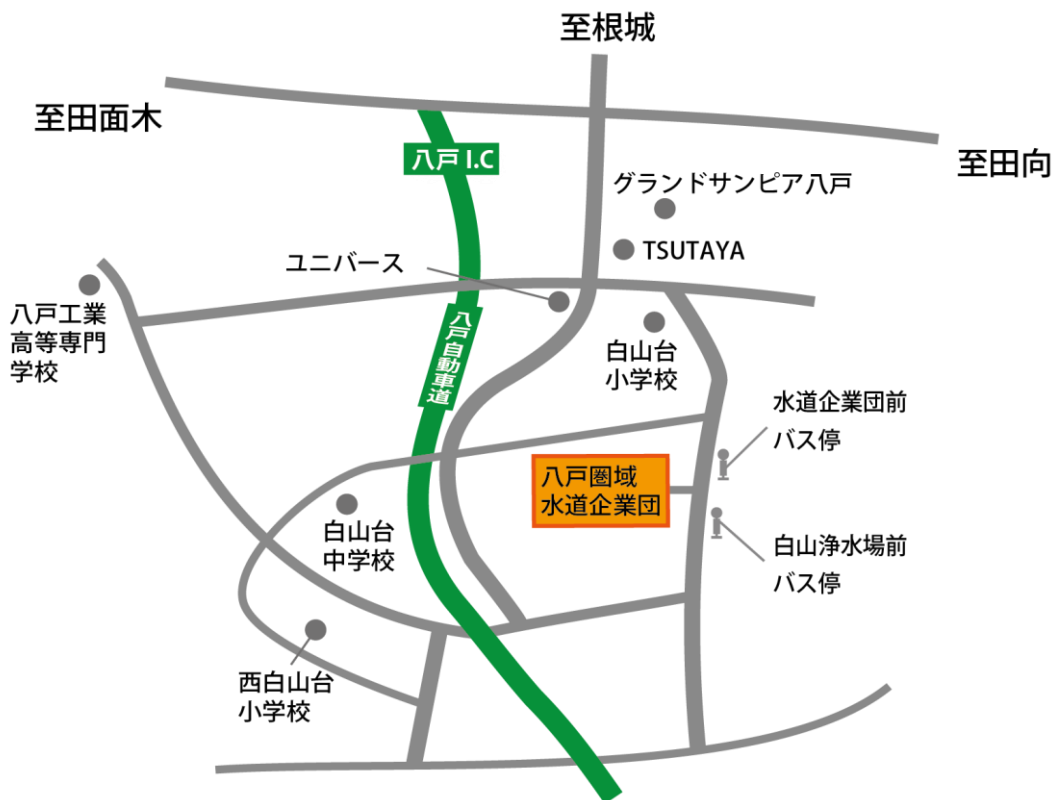 至根城
至田面木
八戸 I.C
至田向
グランドサンピア八戸
TSUTAYA
ユニバース
八戸工業
高等専門
学校
八戸自動車道
白山台
小学校
水道企業団前
バス停
八戸圏域
水道企業団
白山台
中学校
白山浄水場前
バス停
西白山台
小学校